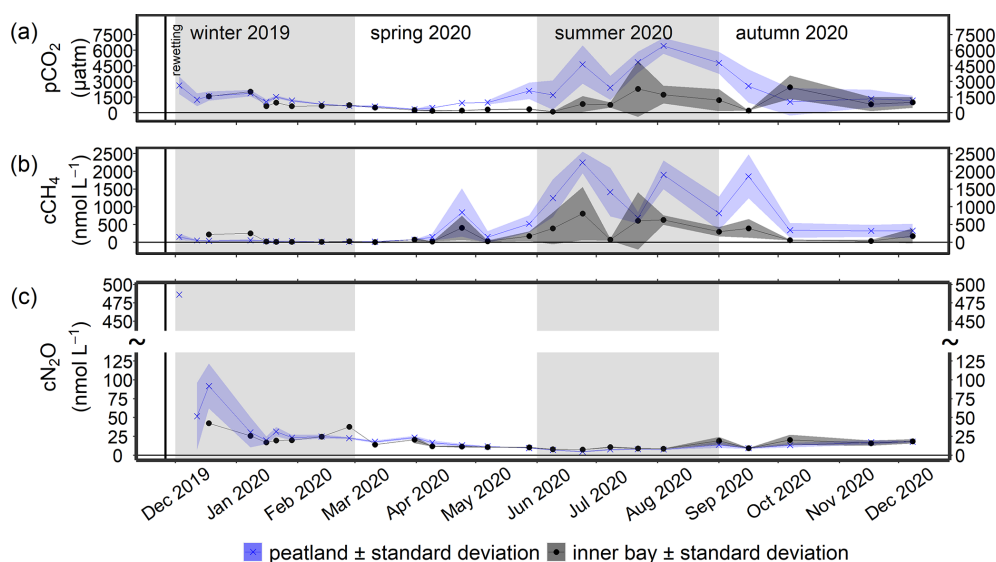 (a)
pCO₂
(µatm)
7500
6000
4500
3000
1500
0
rewetting
winter 2019
spring 2020
summer 2020
autumn 2020
7500
6000
4500
3000
1500
0
(b)
cCH₄
(nmol L⁻¹)
2500
2000
1500
1000
500
0
2500
2000
1500
1000
500
0
(c)
cN₂O
(nmol L⁻¹)
500
475
450
~
125
100
75
50
25
0
500
475
450
~
125
100
75
50
25
0
Dec 2019
Jan 2020
Feb 2020
Mar 2020
Apr 2020
May 2020
Jun 2020
Jul 2020
Aug 2020
Sep 2020
Oct 2020
Nov 2020
Dec 2020
peatland ± standard deviation
inner bay ± standard deviation